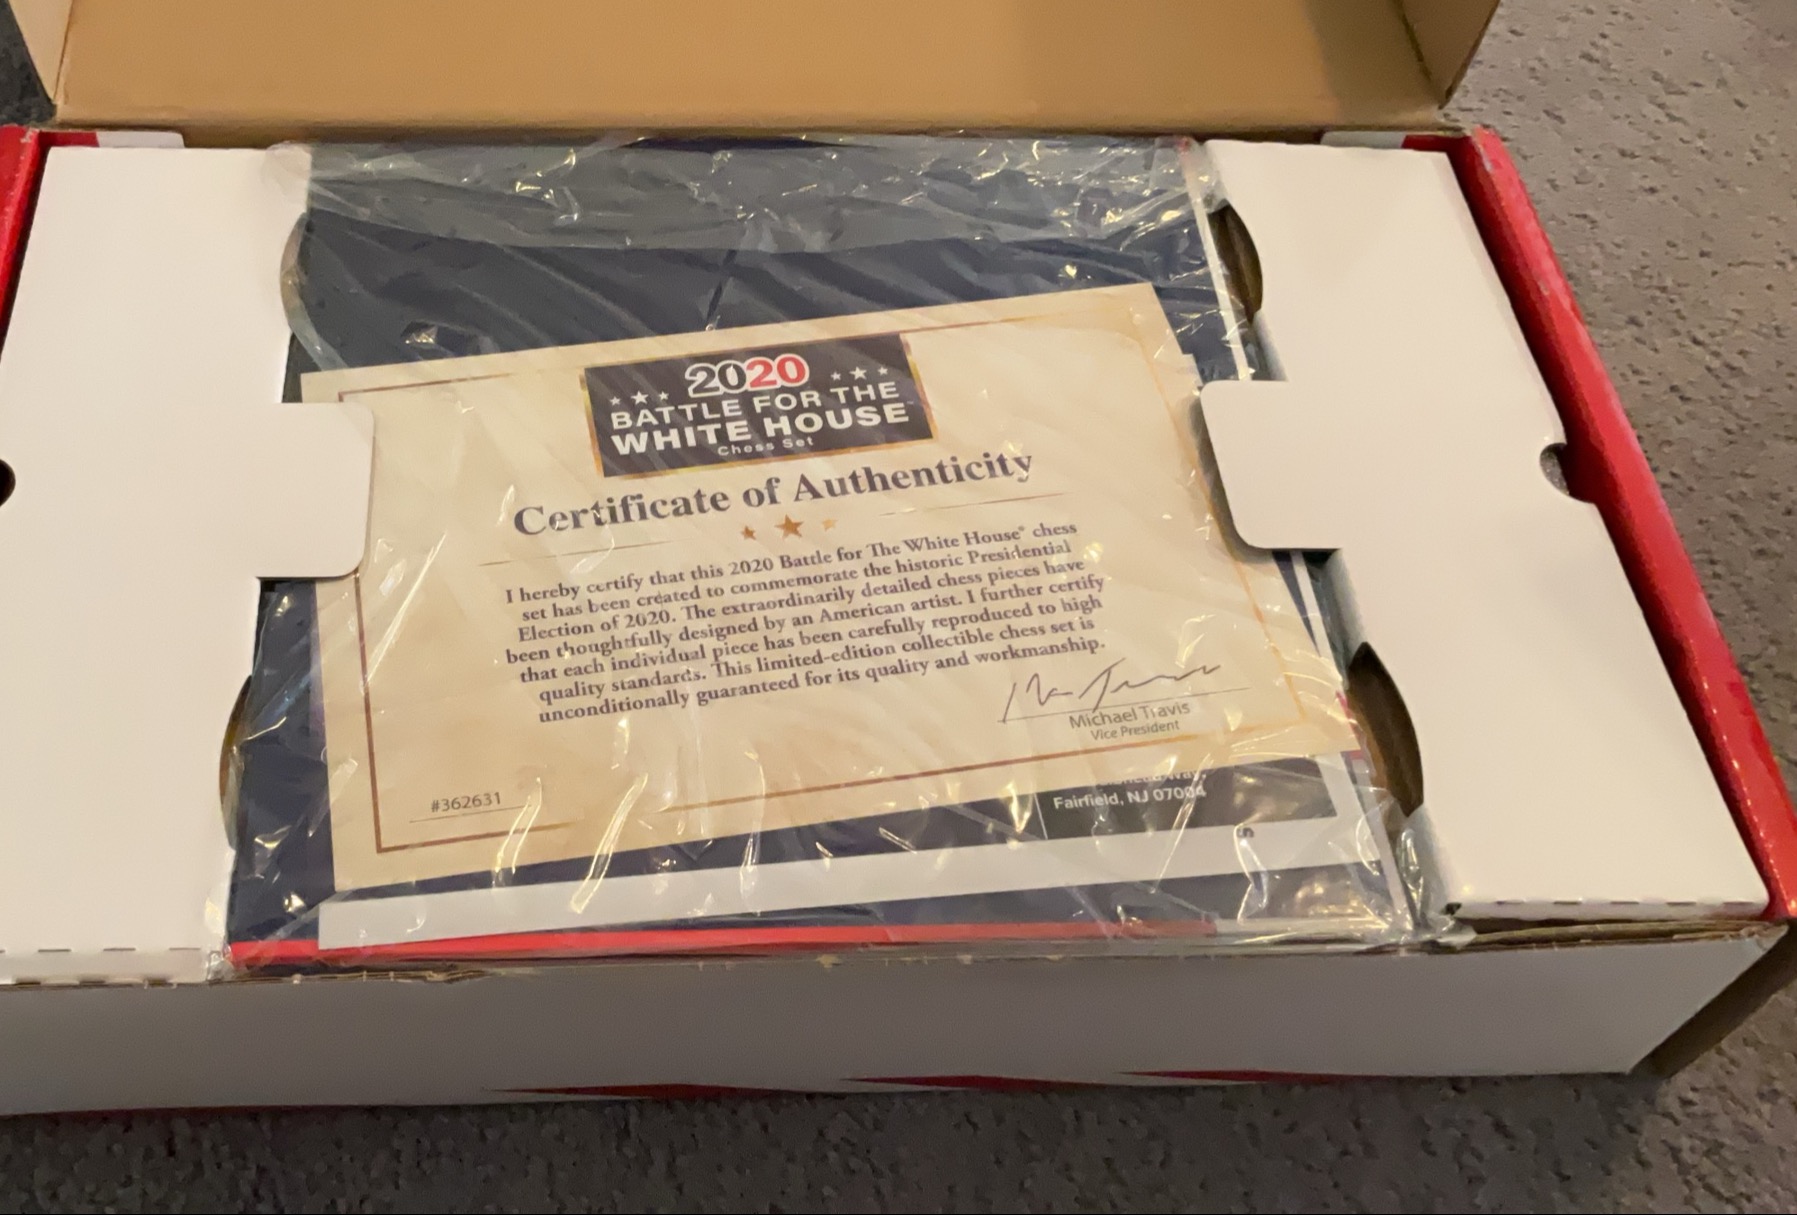 2020
BATTLE FOR THE
WHITE HOUSE
Chess Set
Certificate of Authenticity
I hereby certify that this 2020 Battle for The White House® chess
set has been created to commemorate the historic Presidential
Election of 2020. The extraordinarily detailed chess pieces have
been thoughtfully designed by an American artist. I further certify
that each individual piece has been carefully reproduced to high
quality standards. This limited-edition collectible chess set is
unconditionally guaranteed for its quality and workmanship.
Michael Travis
Vice President
#362631
Way,
Fairfield, NJ 07004